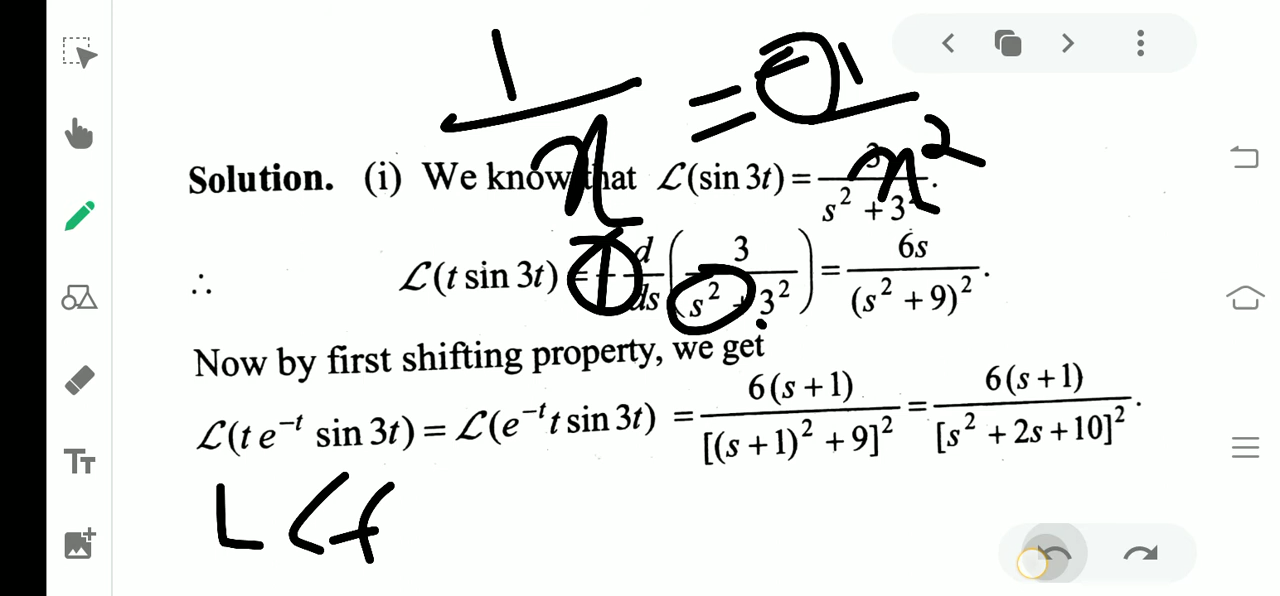 1/x = -1/x²
Solution. (i) We know that ℒ(sin 3t) = 3/(s² + 3²).
∴ ℒ(t sin 3t) = - d/ds (3/(s² + 3²)) = 6s/(s² + 9)².
Now by first shifting property, we get
ℒ(t e⁻ᵗ sin 3t) = ℒ(e⁻ᵗ t sin 3t) = 6(s + 1)/[(s + 1)² + 9]² = 6(s + 1)/[s² + 2s + 10]².
L
TT